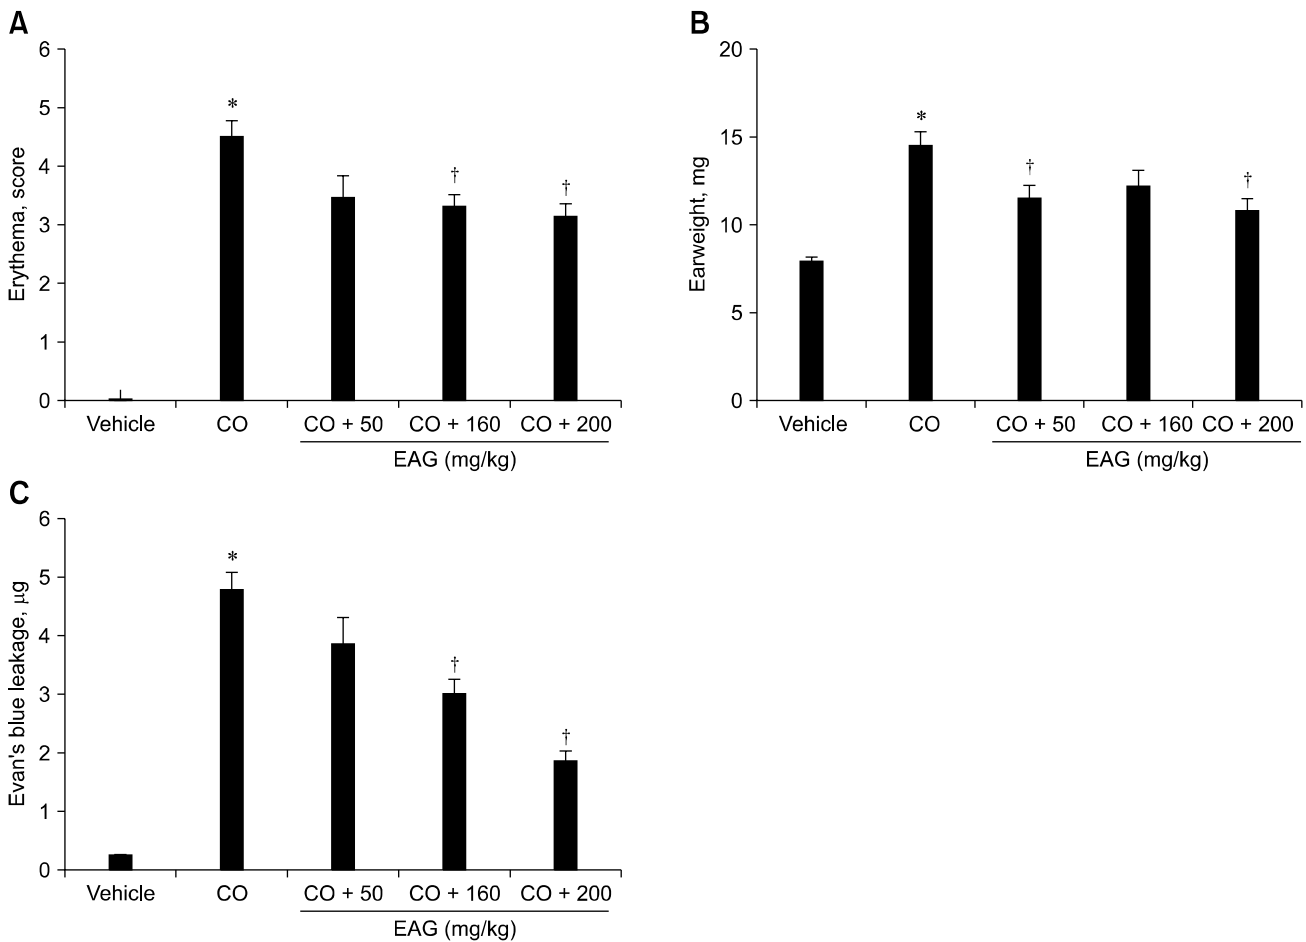 A
6
5
4
3
2
1
0
Erythema, score
*
†
†
Vehicle
CO
CO + 50
CO + 160
CO + 200
EAG (mg/kg)
B
20
15
10
5
0
Earweight, mg
*
†
†
Vehicle
CO
CO + 50
CO + 160
CO + 200
EAG (mg/kg)
C
6
5
4
3
2
1
0
Evan's blue leakage, μg
*
†
†
Vehicle
CO
CO + 50
CO + 160
CO + 200
EAG (mg/kg)